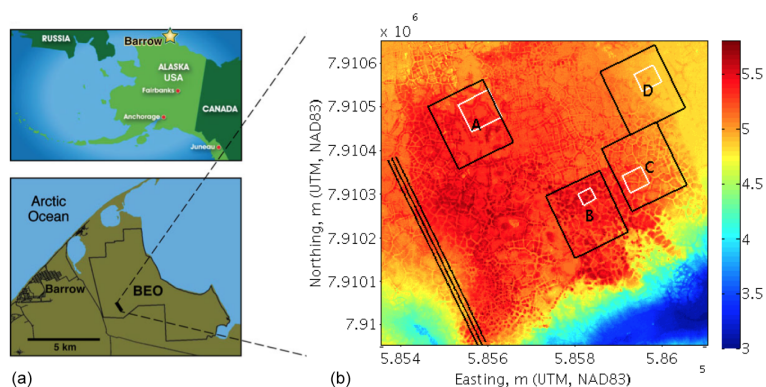 RUSSIA
Barrow
ALASKA
USA
Fairbanks
CANADA
Anchorage
Juneau
Arctic
Ocean
Barrow
BEO
5 km
(a)
x 10 6
7.9106
7.9105
7.9104
7.9103
7.9102
7.9101
7.91
Northing, m (UTM, NAD83)
A
B
C
D
5.854
5.856
5.858
5.86
5
Easting, m (UTM, NAD83)
(b)
5.5
5
4.5
4
3.5
3